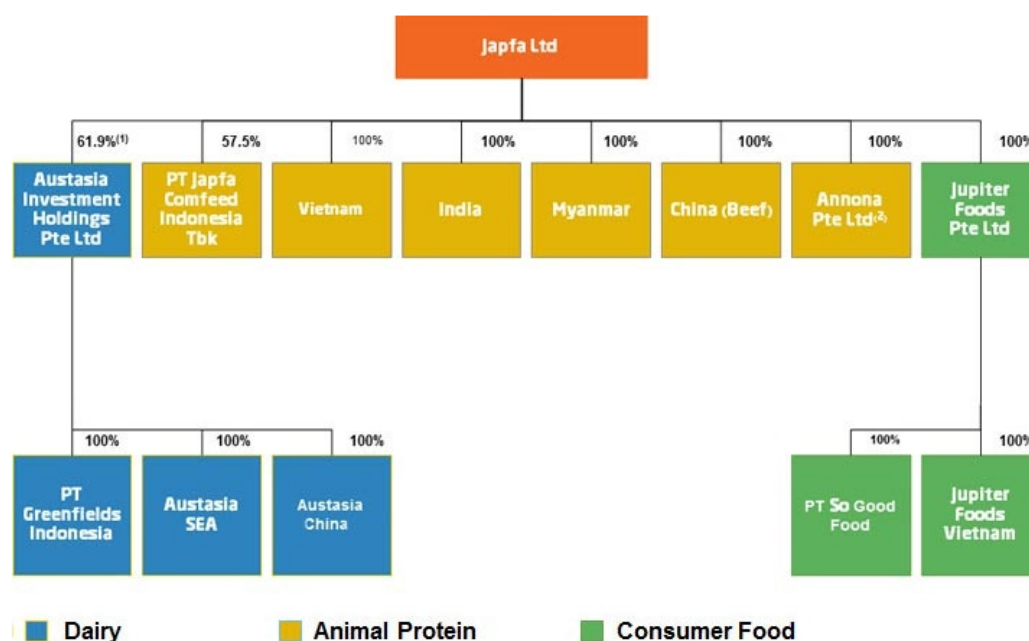 Japfa Ltd
61.9%(1)
57.5%
100%
100%
100%
100%
100%
100%
Austasia
Investment
Holdings
Pte Ltd
PT Japfa
Comfeed
Indonesia
Tbk
Vietnam
India
Myanmar
China (Beef)
Annona
Pte Ltd(2)
Jupiter
Foods
Pte Ltd
100%
100%
100%
100%
100%
PT
Greenfields
Indonesia
Austasia
SEA
Austasia
China
PT So Good
Food
Jupiter
Foods
Vietnam
Dairy
Animal Protein
Consumer Food